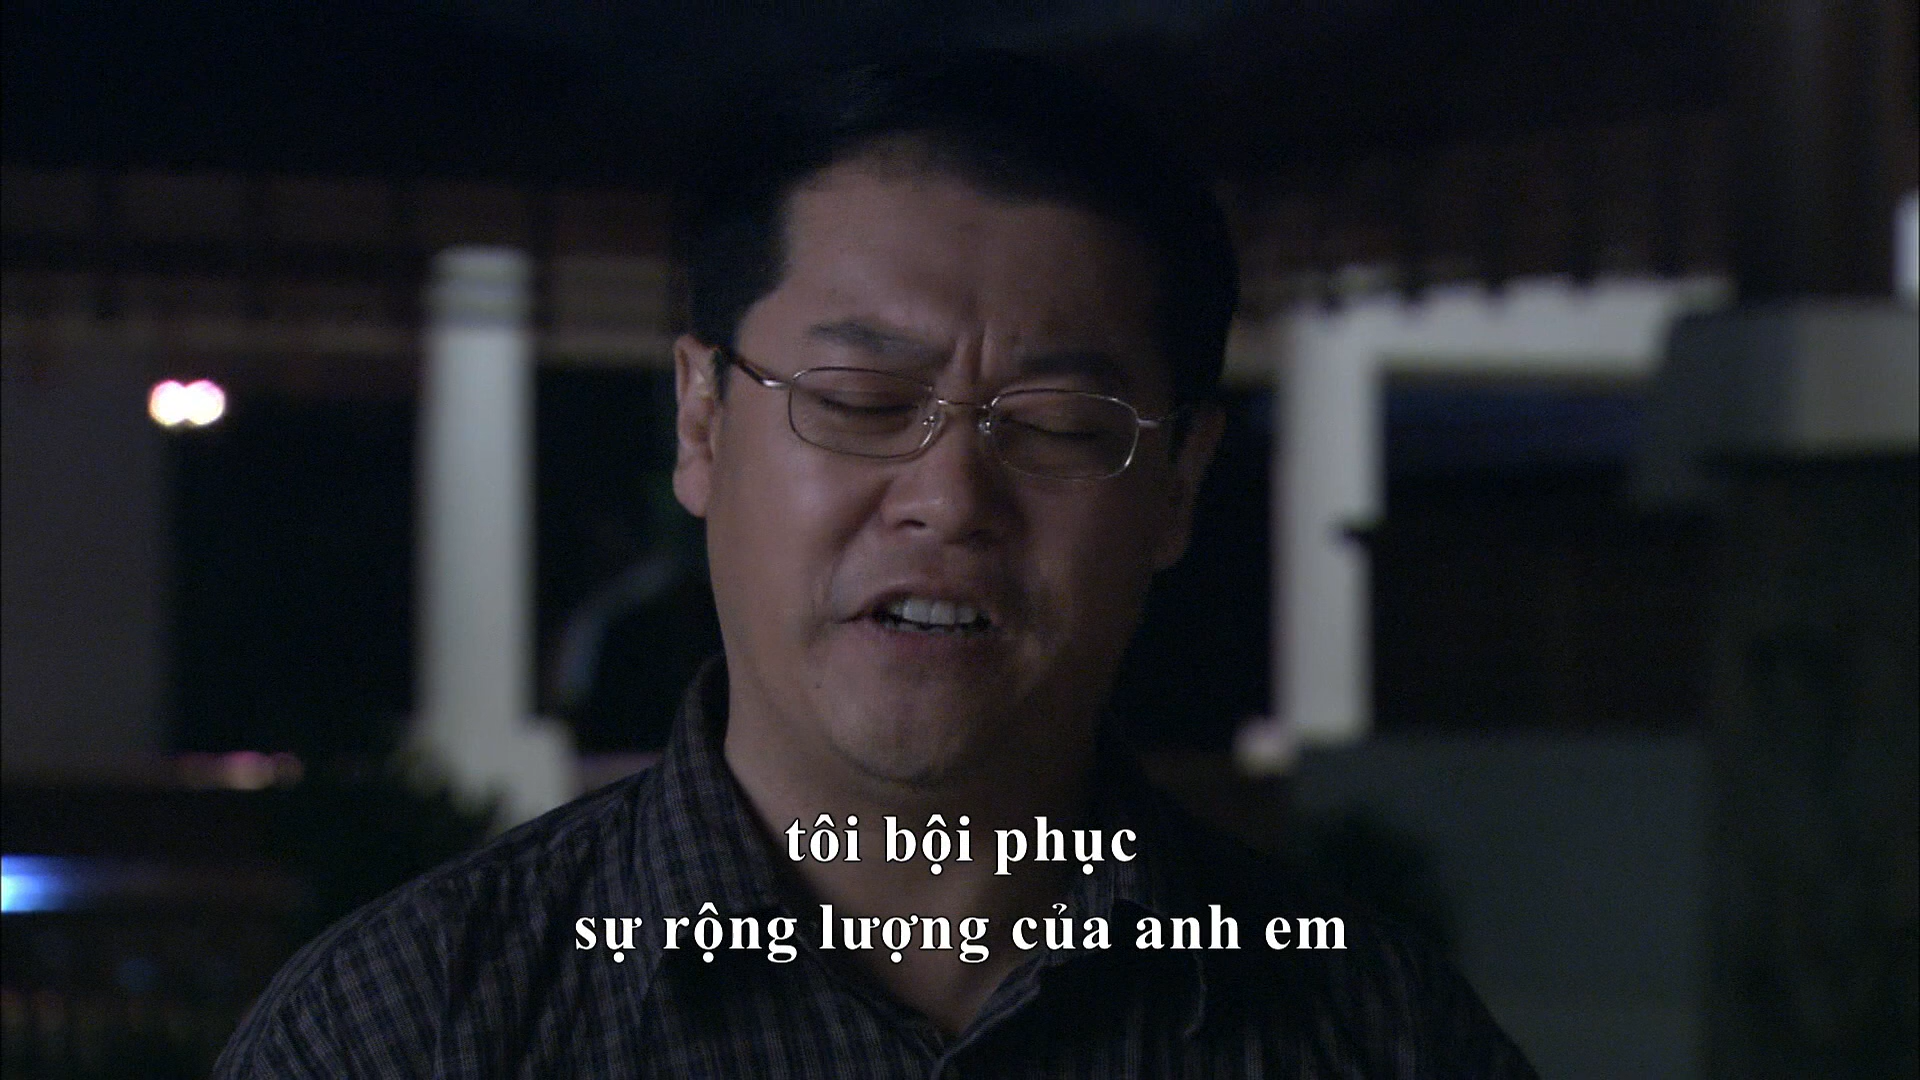 tôi bội phục
sự rộng lượng của anh em